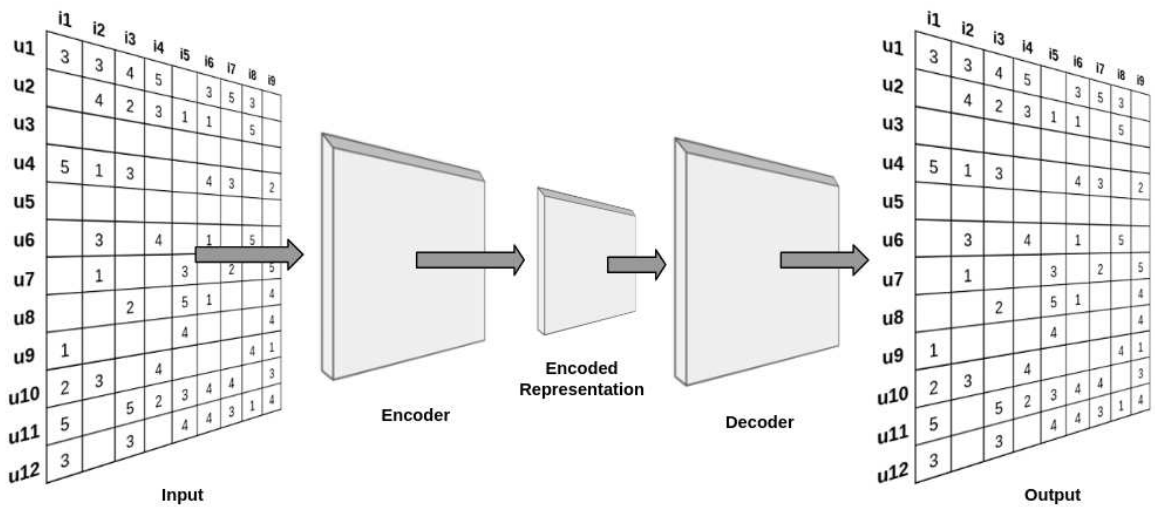 i1 i2 i3 i4 i5 i6 i7 i8 i9
u1 3 3 4 5 3 5 3
u2 4 2 3 1 1 5
u3
u4 5 1 3 4 3 2
u5
u6 3 4 1 5
u7 1 3 2 5
u8 2 5 1 4
u9 1 4 4
u10 2 3 4 4 1
u11 5 5 2 3 4 4 3
u12 3 3 4 4 3 1 4
Input
Encoder
Encoded
Representation
Decoder
i1 i2 i3 i4 i5 i6 i7 i8 i9
u1 3 3 4 5 3 5 3
u2 4 2 3 1 1 5
u3
u4 5 1 3 4 3 2
u5
u6 3 4 1 5
u7 1 3 2 5
u8 2 5 1 4
u9 1 4 4
u10 2 3 4 4 1
u11 5 5 2 3 4 4 3
u12 3 3 4 4 3 1 4
Output